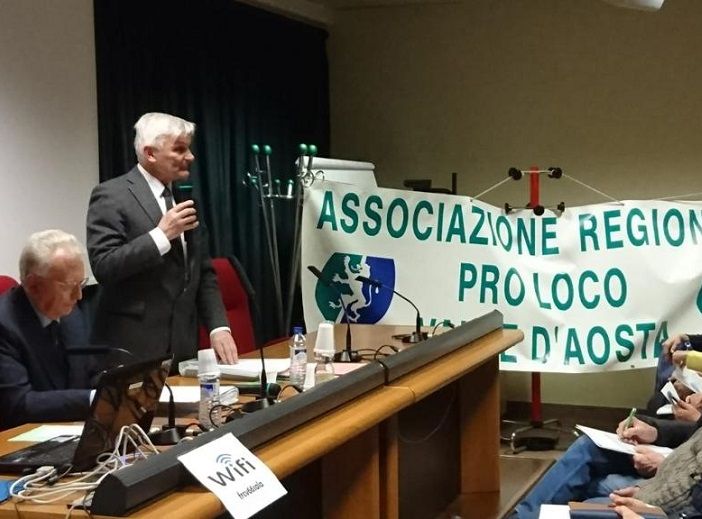 ASSOCIAZIONE REGION
PRO LOCO
D'AOSTA
wifi